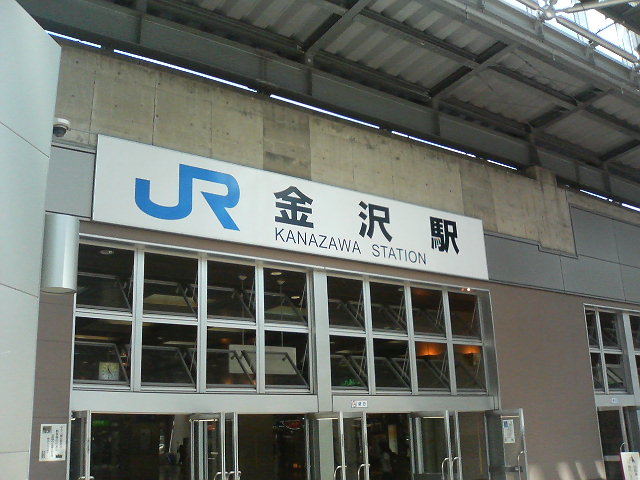 JR 金沢駅
KANAZAWA STATION